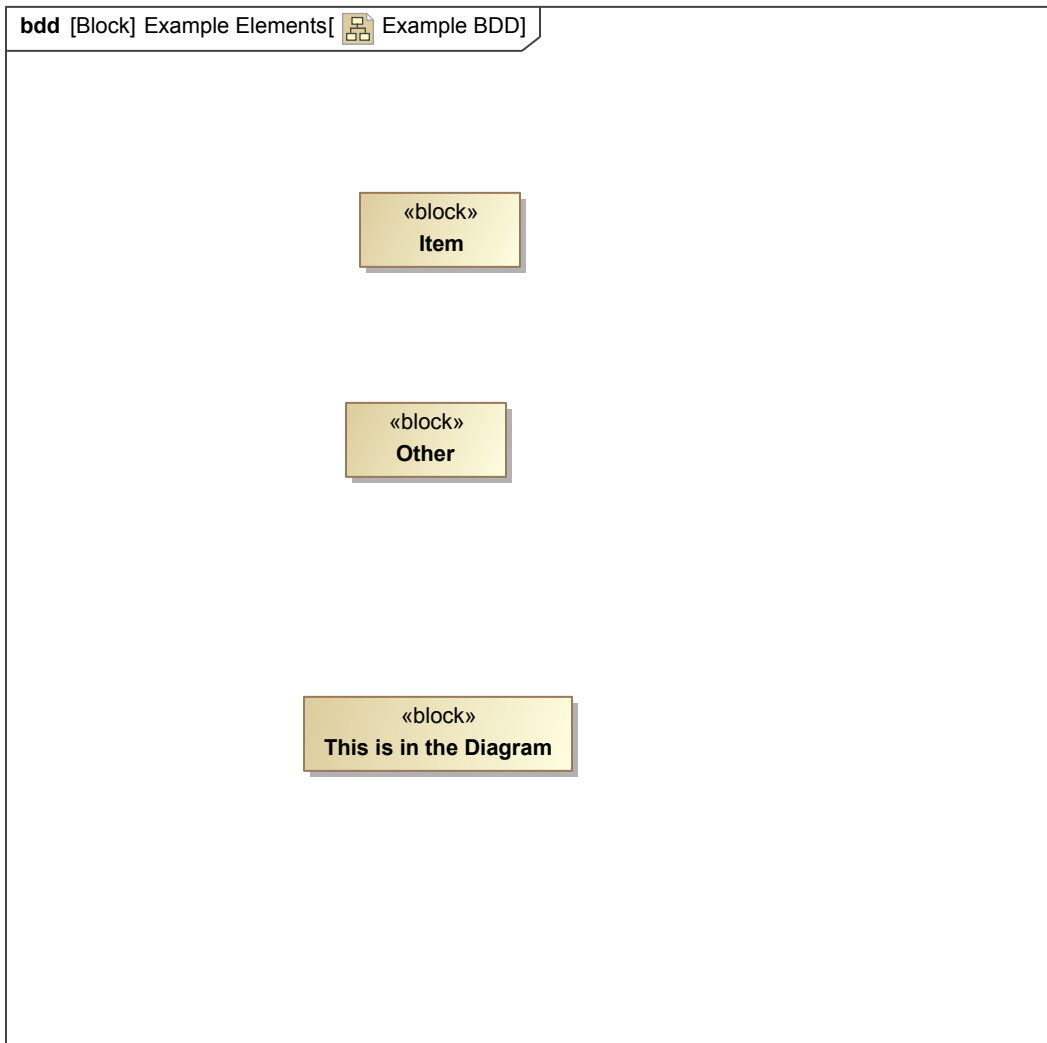 bdd [Block] Example Elements[ Example BDD]
«block»
Item
«block»
Other
«block»
This is in the Diagram